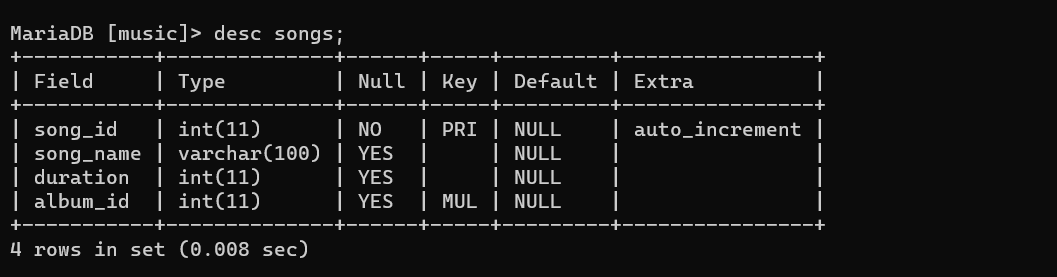 MariaDB [music]> desc songs;
+-----------+--------------+------+-----+---------+----------------+
| Field     | Type         | Null | Key | Default | Extra          |
+-----------+--------------+------+-----+---------+----------------+
| song_id   | int(11)      | NO   | PRI | NULL    | auto_increment |
| song_name | varchar(100) | YES  |     | NULL    |                |
| duration  | int(11)      | YES  |     | NULL    |                |
| album_id  | int(11)      | YES  | MUL | NULL    |                |
+-----------+--------------+------+-----+---------+----------------+
4 rows in set (0.008 sec)